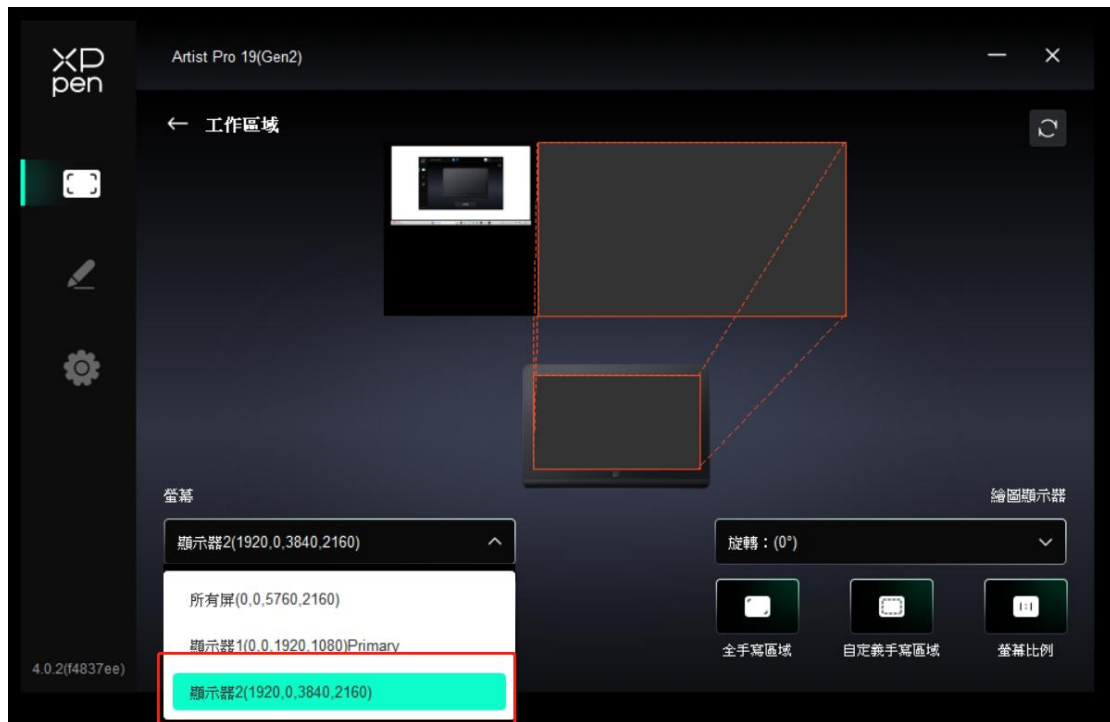 XP
pen
Artist Pro 19(Gen2)
← 工作區域
螢幕
繪圖顯示器
顯示器2(1920,0,3840,2160)
旋轉：(0°)
所有屏(0,0,5760,2160)
顯示器1(0,0,1920,1080)Primary
顯示器2(1920,0,3840,2160)
1:1
全手寫區域
自定義手寫區域
螢幕比例
4.0.2(f4837ee)